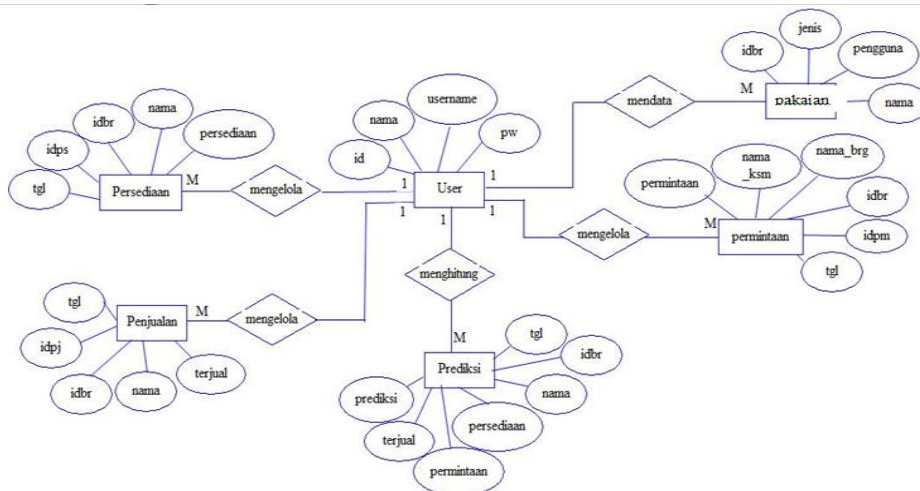 jenis
idbr
pengguna
pakaian
nama
mendata
M
username
nama
pw
id
User
1
1
1
1
1
nama
idbr
persediaan
idps
tgl
Persediaan
M
mengelola
nama
_ksm
nama_brg
permintaan
idbr
idpm
tgl
permintaan
M
mengelola
menghitung
M
tgl
idpj
idbr
nama
terjual
Penjualan
M
mengelola
Prediksi
tgl
idbr
nama
persediaan
permintaan
terjual
prediksi